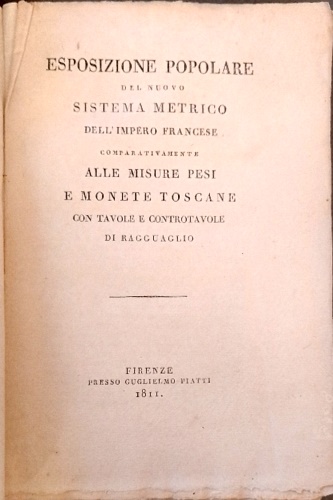 ESPOSIZIONE POPOLARE
DEL NUOVO
SISTEMA METRICO
DELL'IMPÉRO FRANCESE
COMPARATIVAMENTE
ALLE MISURE PESI
E MONETE TOSCANE
CON TAVOLE E CONTROTAVOLE
DI RAGGUAGLIO
FIRENZE
PRESSO GUGLIELMO PIATTI
1811.